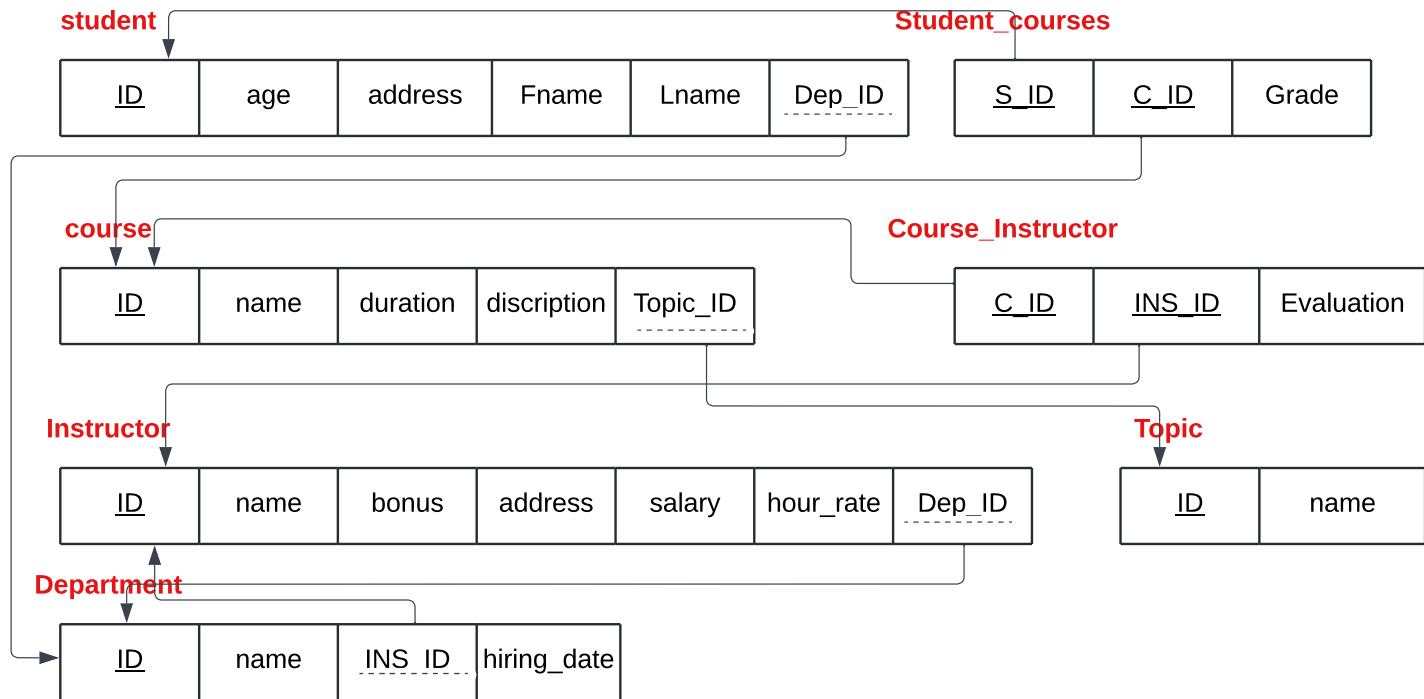 student Student_courses
ID age address Fname Lname Dep_ID S_ID C_ID Grade
course Course_Instructor
ID name duration discription Topic_ID C_ID INS_ID Evaluation
Instructor Topic
ID name bonus address salary hour_rate Dep_ID ID name
Department
ID name INS_ID hiring_date